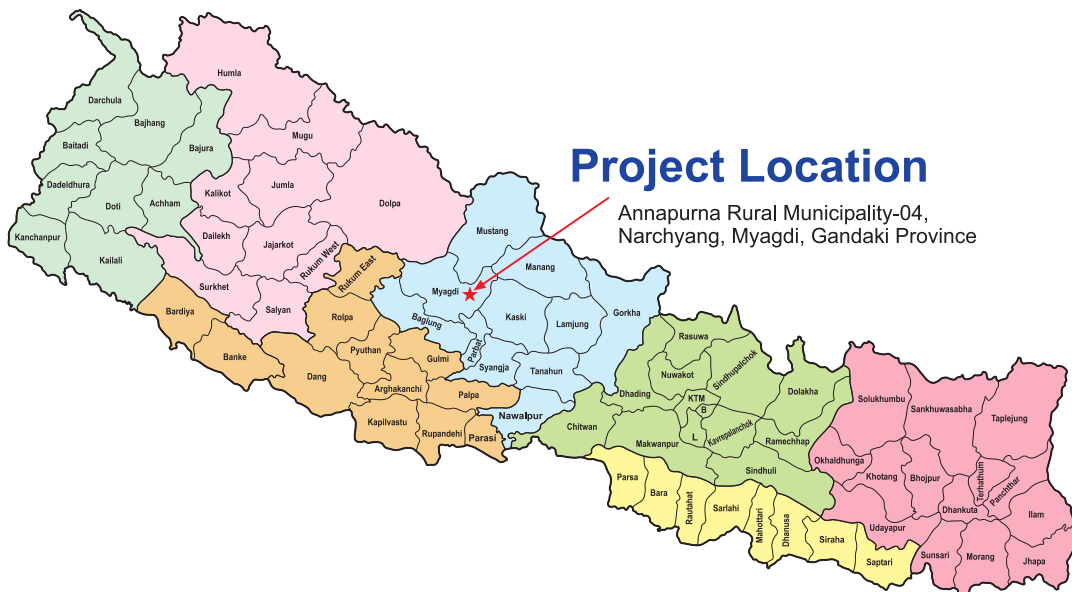 Project Location
Annapurna Rural Municipality-04,
Narchyang, Myagdi, Gandaki Province
Humla
Darchula
Bajhang
Mugu
Baitadi
Bajura
Dadeldhura
Jumla
Kalikot
Achham
Doti
Dolpa
Kanchanpur
Dailekh
Jajarkot
Rukum West
Kailali
Rukum East
Surkhet
Salyan
Mustang
Manang
Myagdi
Bardiya
Rolpa
Baglung
Kaski
Lamjung
Gorkha
Banke
Pyuthan
Gulmi
Parbat
Syangja
Tanahun
Dang
Arghakanchi
Palpa
Kapilvastu
Rupandehi
Parasi
Nawalpur
Rasuwa
Nuwakot
Sindhupalchok
Dhading
KTM
B
L
Dolakha
Chitwan
Makwanpur
Kavrepalanchok
Ramechhap
Sindhuli
Solukhumbu
Sankhuwasabha
Taplejung
Okhaldhunga
Khotang
Bhojpur
Terhathum
Panchthar
Dhankuta
Ilam
Udayapur
Sunsari
Morang
Jhapa
Parsa
Bara
Rautahat
Sarlahi
Mahottari
Dhanusa
Siraha
Saptari